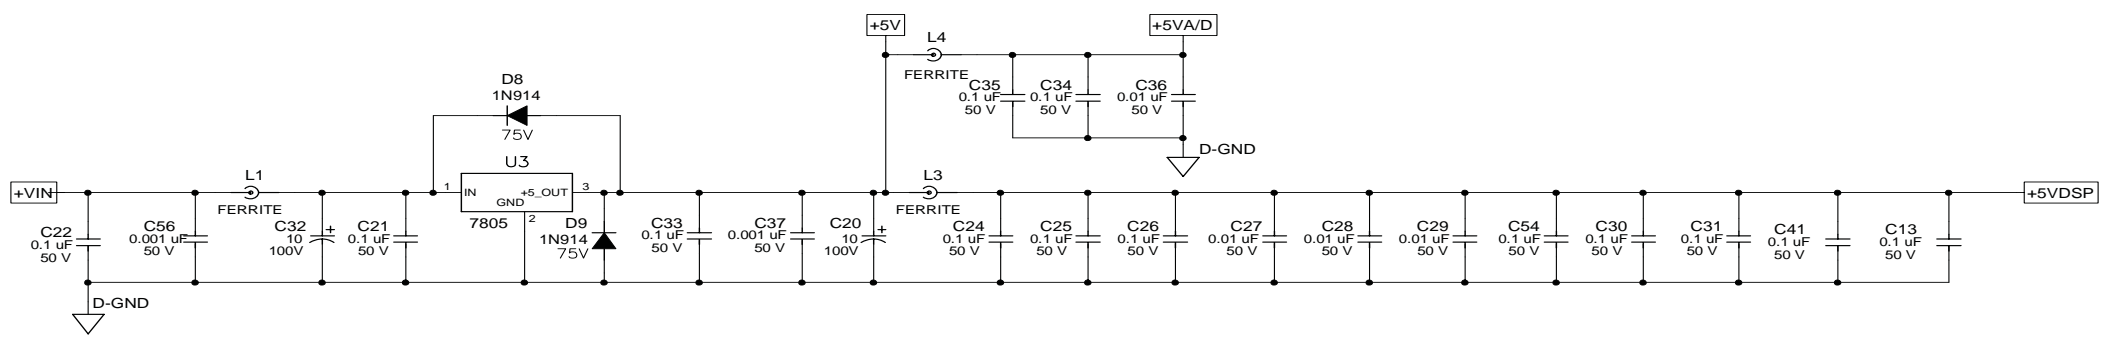 +5V
+5VA/D
L4
FERRITE
C35
0.1 uF
50 V
C34
0.1 uF
50 V
C36
0.01 uF
50 V
D-GND
D8
1N914
75V
U3
1
IN
+5_OUT
3
GND
2
7805
+VIN
L1
FERRITE
L3
FERRITE
+5VDSP
C22
0.1 uF
50 V
C56
0.001 uF
50 V
C32
10
100V
+
C21
0.1 uF
50 V
D9
1N914
75V
C33
0.1 uF
50 V
C37
0.001 uF
50 V
C20
10
100V
+
C24
0.1 uF
50 V
C25
0.1 uF
50 V
C26
0.1 uF
50 V
C27
0.01 uF
50 V
C28
0.01 uF
50 V
C29
0.01 uF
50 V
C54
0.1 uF
50 V
C30
0.1 uF
50 V
C31
0.1 uF
50 V
C41
0.1 uF
50 V
C13
0.1 uF
50 V
D-GND